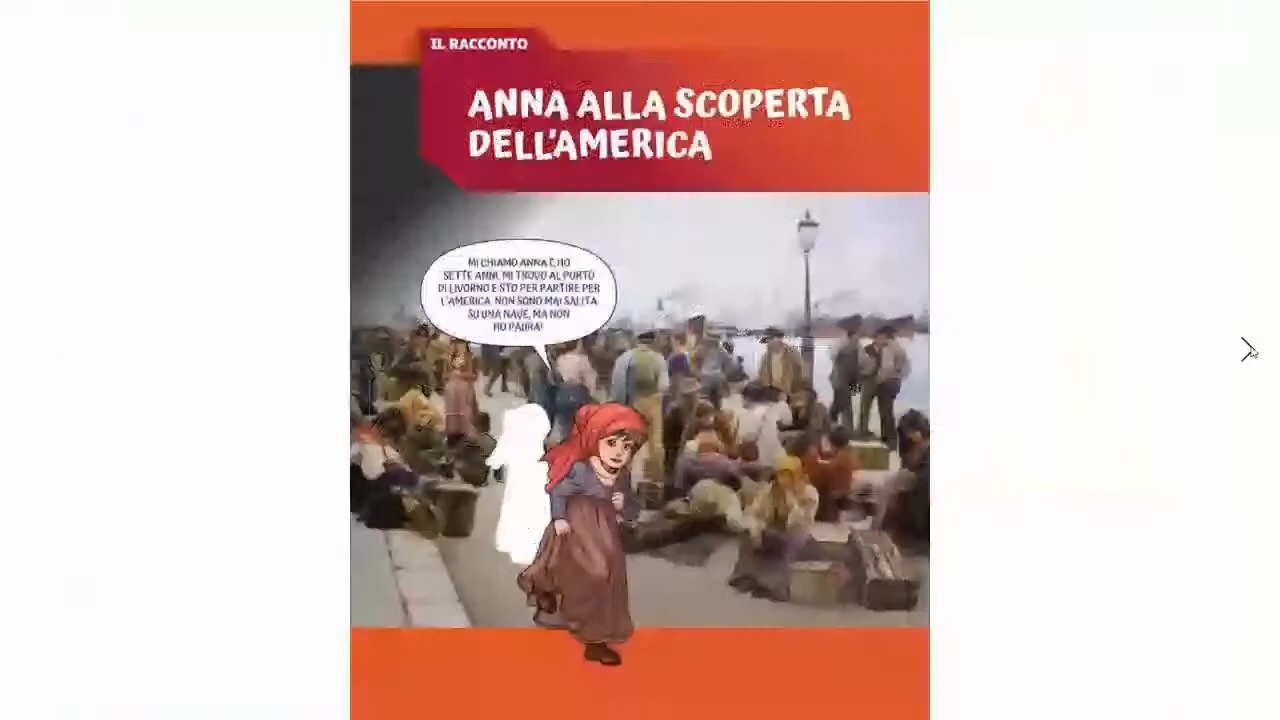 IL RACCONTO
ANNA ALLA SCOPERTA
DELL'AMERICA
MI CHIAMO ANNA E HO
SETTE ANNI. MI TROVO AL PORTO
DI LIVORNO E STO PER PARTIRE PER
L'AMERICA. NON SONO MAI SALITA
SU UNA NAVE, MA NON
HO PAURA!